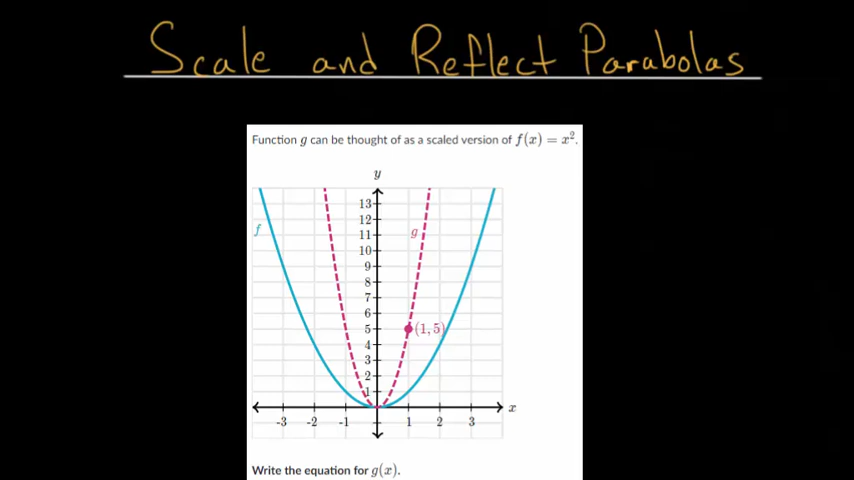 Scale and Reflect Parabolas
Function g can be thought of as a scaled version of f(x) = x².
y
13
12
11
10
9
8
7
6
5
4
3
2
1
f
g
(1, 5)
-3 -2 -1 1 2 3 x
Write the equation for g(x).